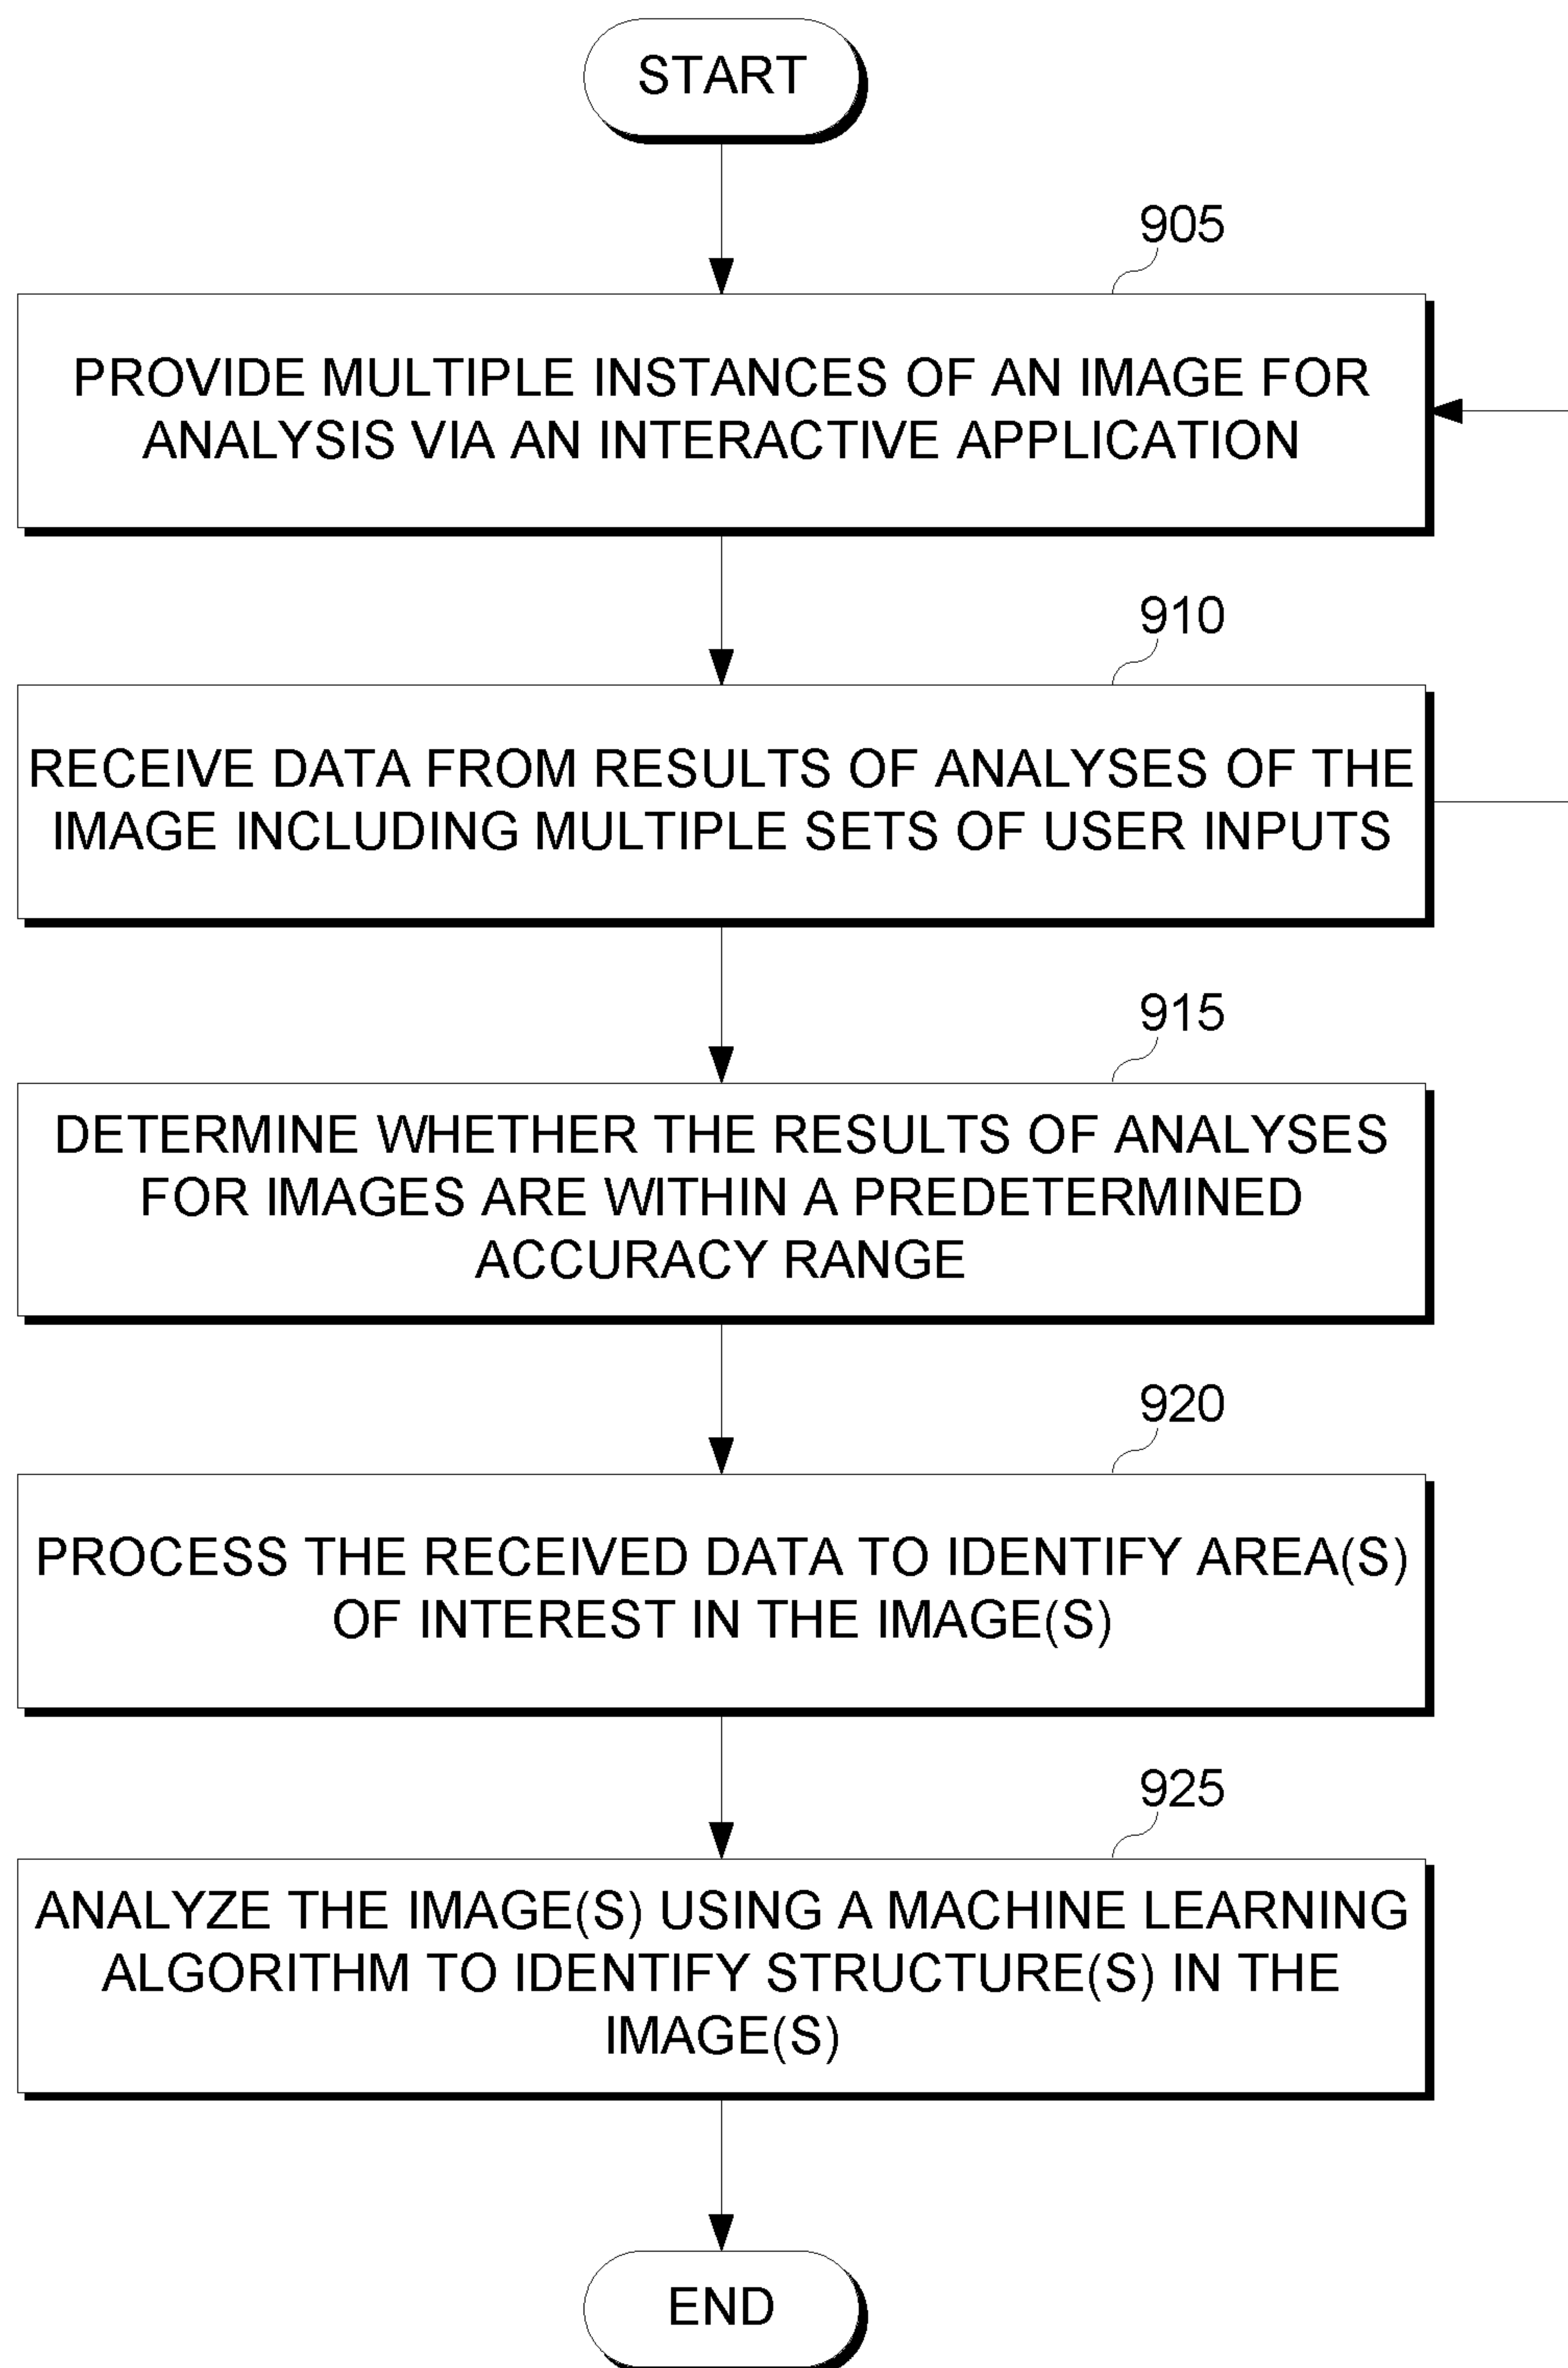 START
905
PROVIDE MULTIPLE INSTANCES OF AN IMAGE FOR
ANALYSIS VIA AN INTERACTIVE APPLICATION
910
RECEIVE DATA FROM RESULTS OF ANALYSES OF THE
IMAGE INCLUDING MULTIPLE SETS OF USER INPUTS
915
DETERMINE WHETHER THE RESULTS OF ANALYSES
FOR IMAGES ARE WITHIN A PREDETERMINED
ACCURACY RANGE
920
PROCESS THE RECEIVED DATA TO IDENTIFY AREA(S)
OF INTEREST IN THE IMAGE(S)
925
ANALYZE THE IMAGE(S) USING A MACHINE LEARNING
ALGORITHM TO IDENTIFY STRUCTURE(S) IN THE
IMAGE(S)
END